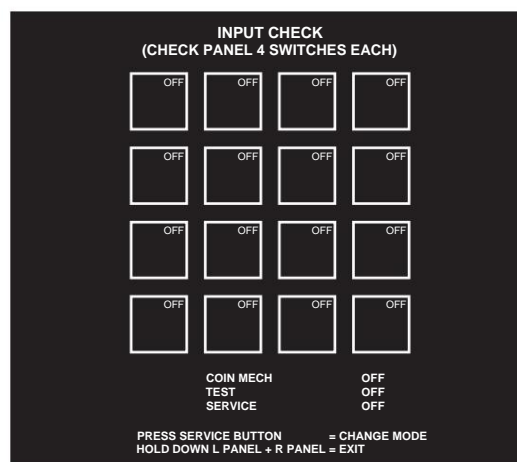 INPUT CHECK
(CHECK PANEL 4 SWITCHES EACH)
OFF OFF OFF OFF
OFF OFF OFF OFF
OFF OFF OFF OFF
OFF OFF OFF OFF
COIN MECH OFF
TEST OFF
SERVICE OFF
PRESS SERVICE BUTTON = CHANGE MODE
HOLD DOWN L PANEL + R PANEL = EXIT